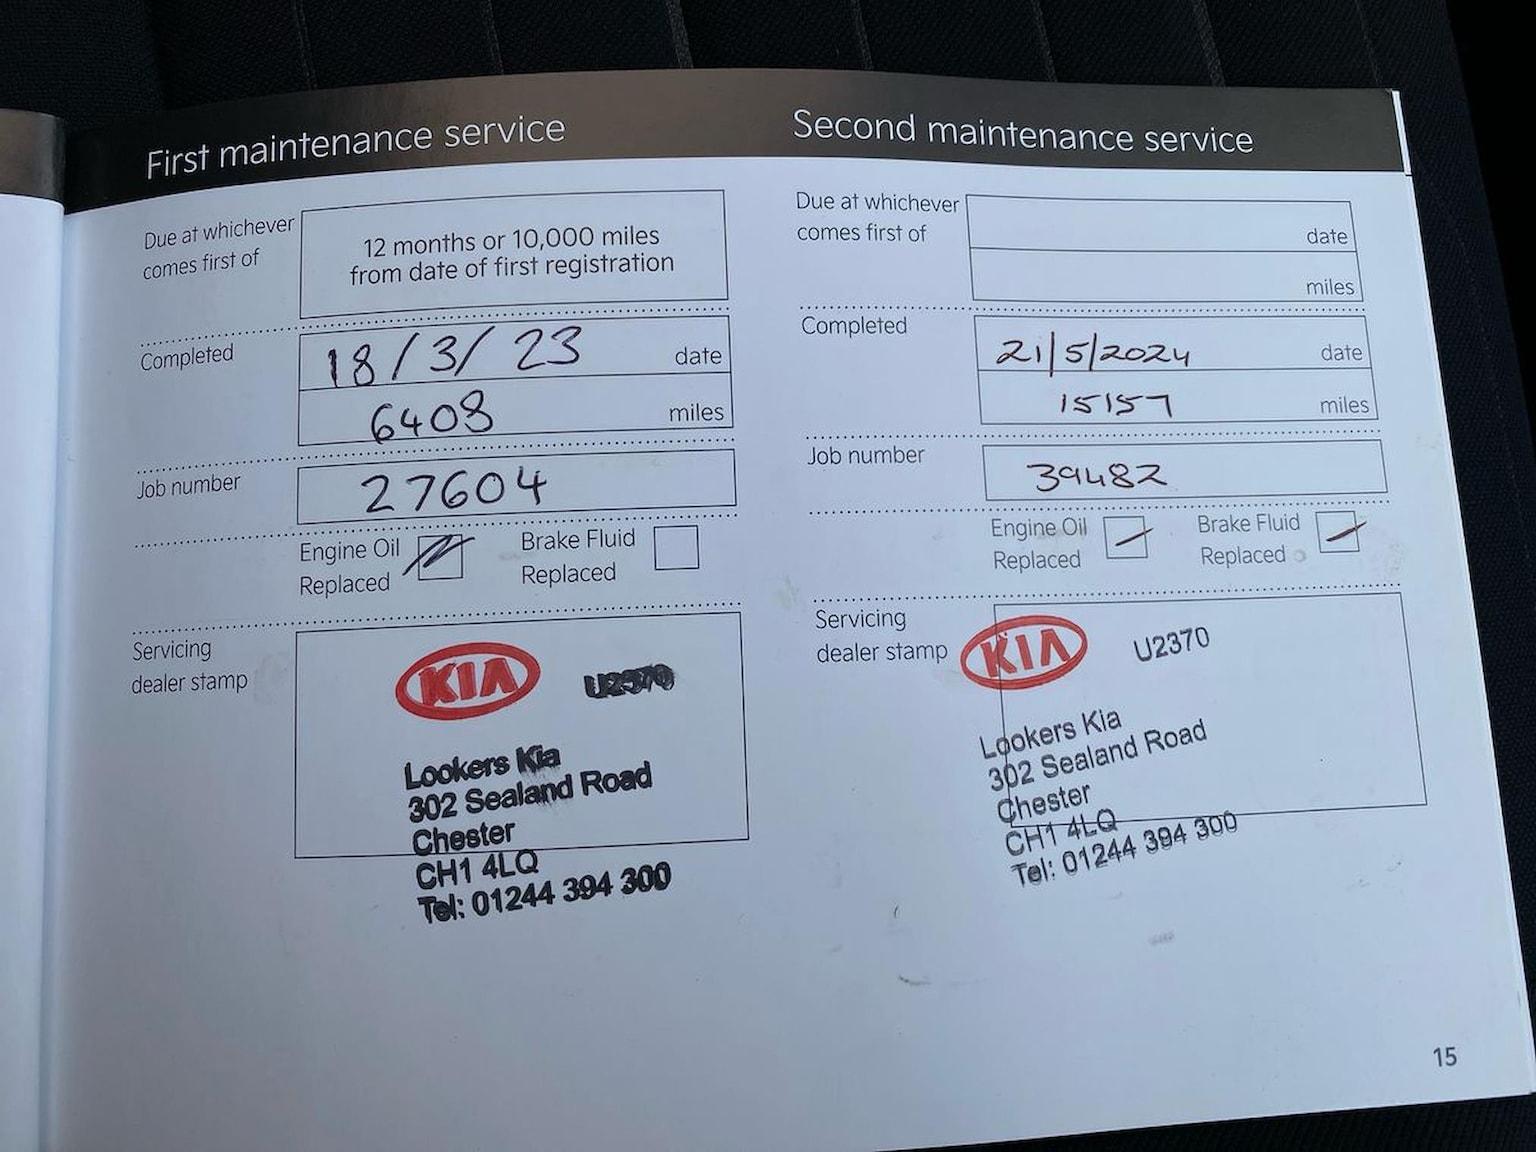 First maintenance service
Due at whichever
comes first of
12 months or 10,000 miles
from date of first registration
Completed
18/3/23 date
6408 miles
Job number
27604
Engine Oil
Replaced
Brake Fluid
Replaced
Servicing
dealer stamp
KIA U2370
Lookers Kia
302 Sealand Road
Chester
CH1 4LQ
Tel: 01244 394 300
Second maintenance service
Due at whichever
comes first of
date
miles
Completed
21/5/2024 date
15157 miles
Job number
39482
Engine Oil
Replaced
Brake Fluid
Replaced
Servicing
dealer stamp
KIA U2370
Lookers Kia
302 Sealand Road
Chester
CH1 4LQ
Tel: 01244 394 300
15